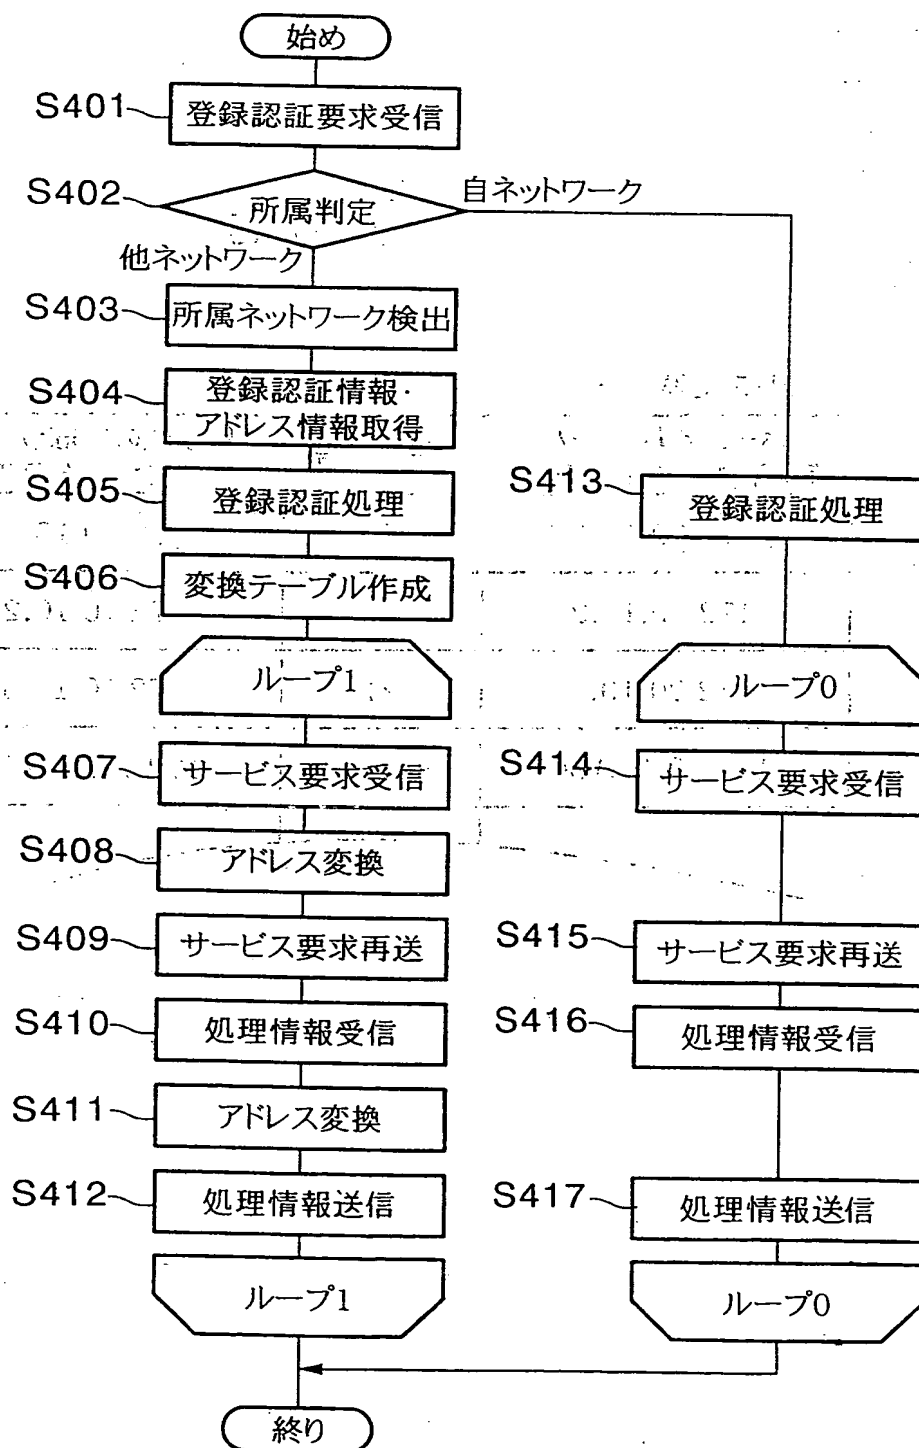 始め
S401
登録認証要求受信
S402
所属判定
自ネットワーク
他ネットワーク
S403
所属ネットワーク検出
S404
登録認証情報・
アドレス情報取得
S405
登録認証処理
S406
変換テーブル作成
ループ1
S407
サービス要求受信
S408
アドレス変換
S409
サービス要求再送
S410
処理情報受信
S411
アドレス変換
S412
処理情報送信
ループ1
S413
登録認証処理
ループ0
S414
サービス要求受信
S415
サービス要求再送
S416
処理情報受信
S417
処理情報送信
ループ0
終り